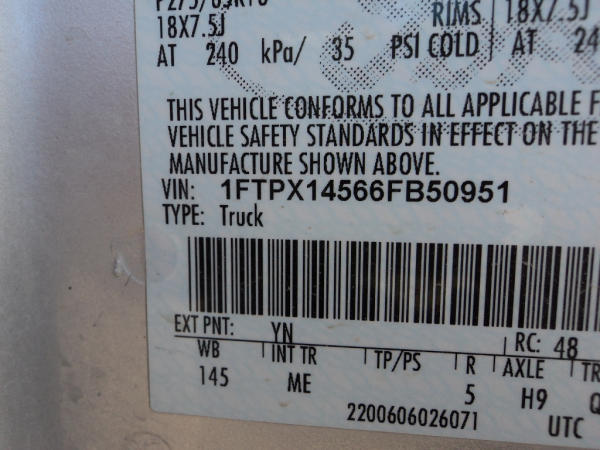 RIMS 18X7.5J
18X7.5J
AT 240 kPa/ 35 PSI COLD AT 24
THIS VEHICLE CONFORMS TO ALL APPLICABLE F
VEHICLE SAFETY STANDARDS IN EFFECT ON THE
MANUFACTURE SHOWN ABOVE.
VIN: 1FTPX14566FB50951
TYPE: Truck
EXT PNT: YN RC: 48
WB INT TR TP/PS R AXLE TR
145 ME 5 H9 Q
2200606026071 UTC